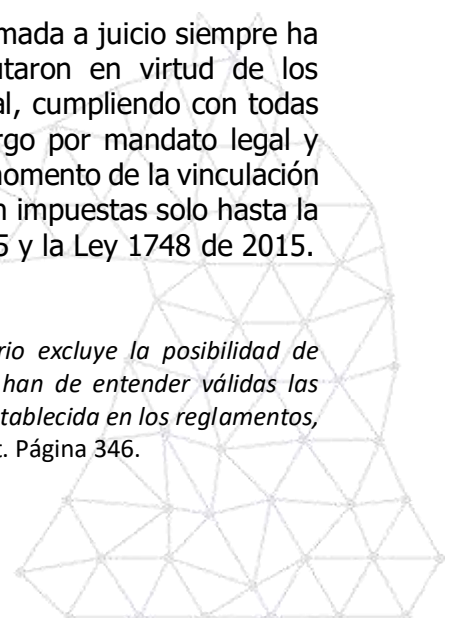 mada a juicio siempre ha
utaron en virtud de los
al, cumpliendo con todas
rgo por mandato legal y
nomento de la vinculación
n impuestas solo hasta la
5 y la Ley 1748 de 2015.
rio excluye la posibilidad de
han de entender válidas las
stablecida en los reglamentos,
t. Página 346.